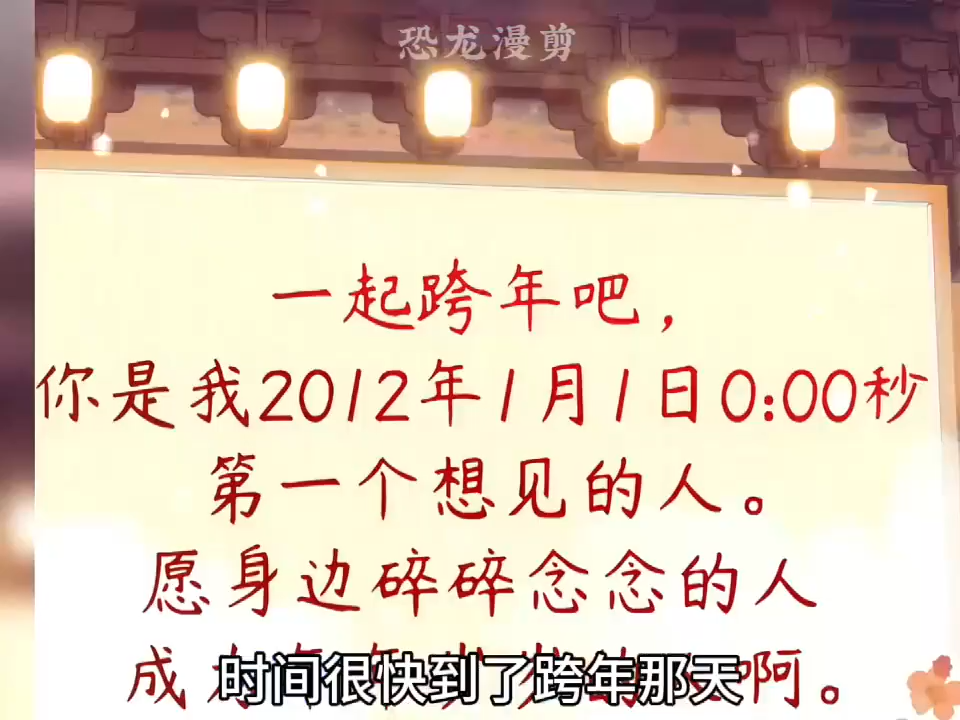 恐龙漫剪
一起跨年吧，
你是我2012年1月1日0:00秒
第一个想见的人。
愿身边碎碎念念的人
成 啊。
时间很快到了跨年那天